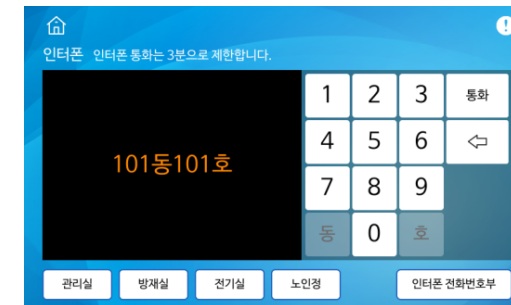 인터폰 인터폰 통화는 3분으로 제한합니다.
101동101호
1 2 3 통화
4 5 6
7 8 9
동 0 호
관리실 방재실 전기실 노인정 인터폰 전화번호부